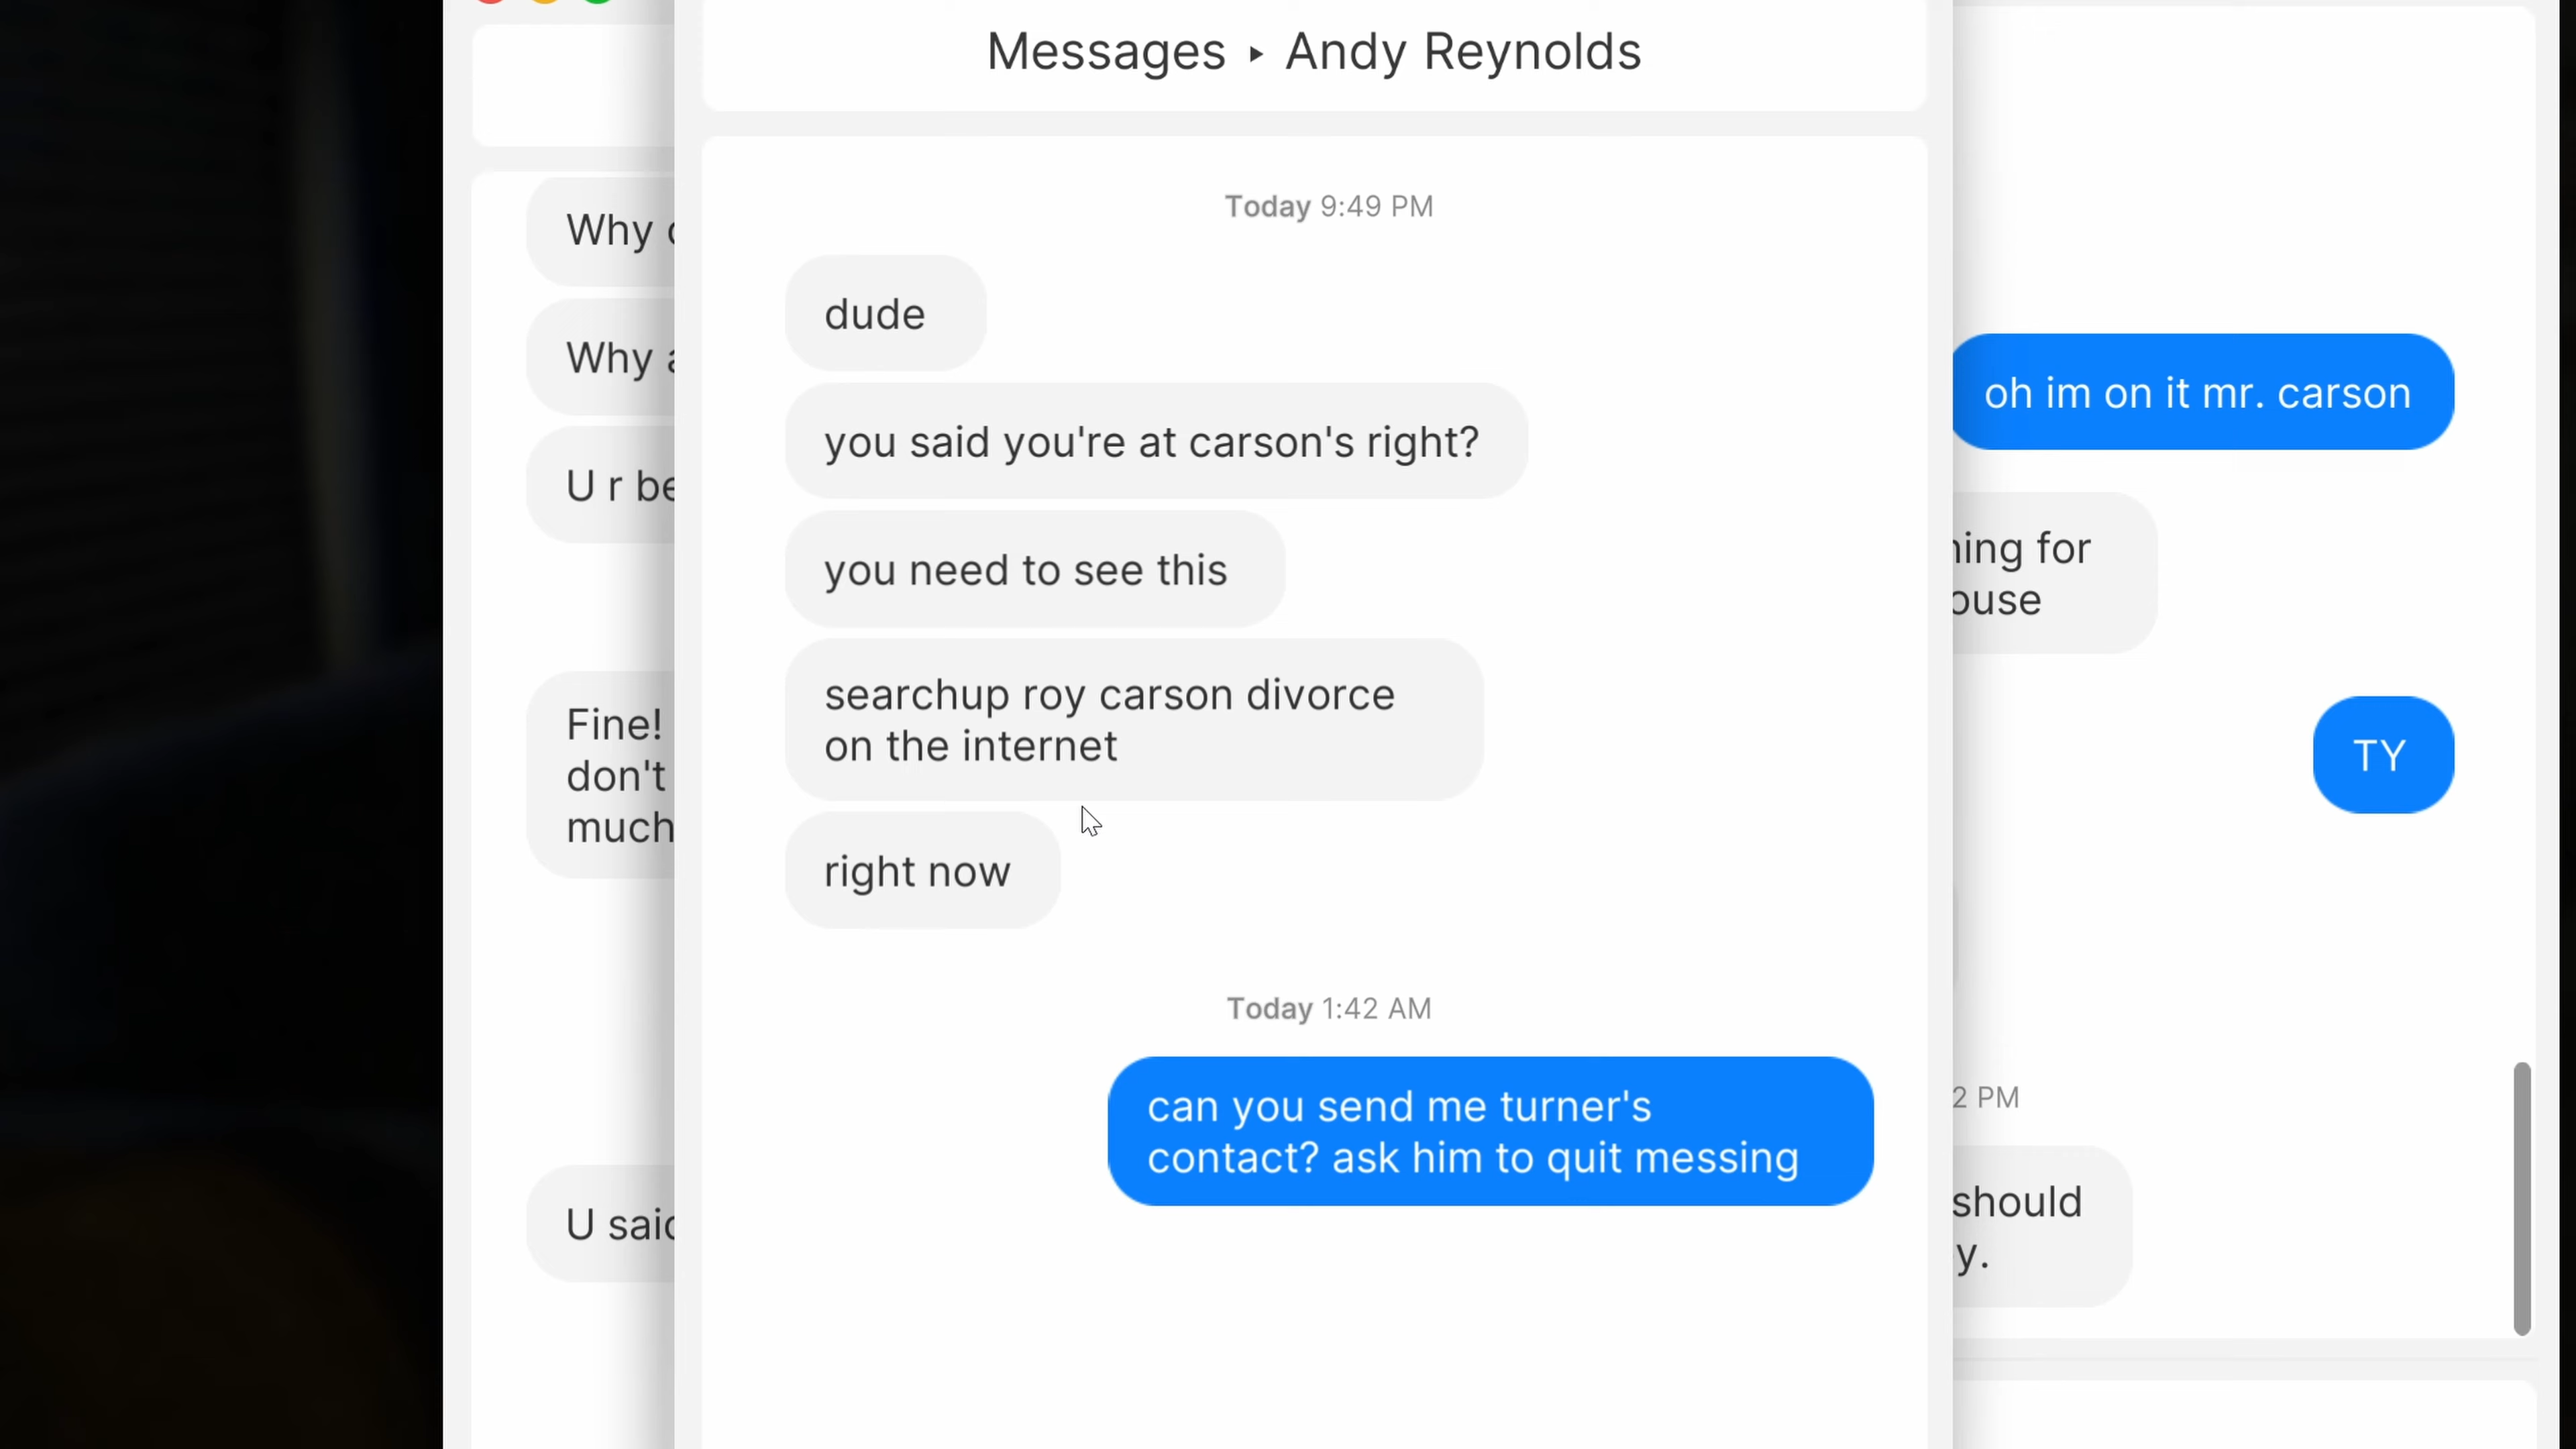 Messages ▸ Andy Reynolds
Why
Why
U r
Fine!
don't
much
U
Today 9:49 PM
dude
you said you're at carson's right?
you need to see this
searchup roy carson divorce
on the internet
right now
Today 1:42 AM
can you send me turner's
contact? ask him to quit messing
oh im on it mr. carson
for
TY
PM
should